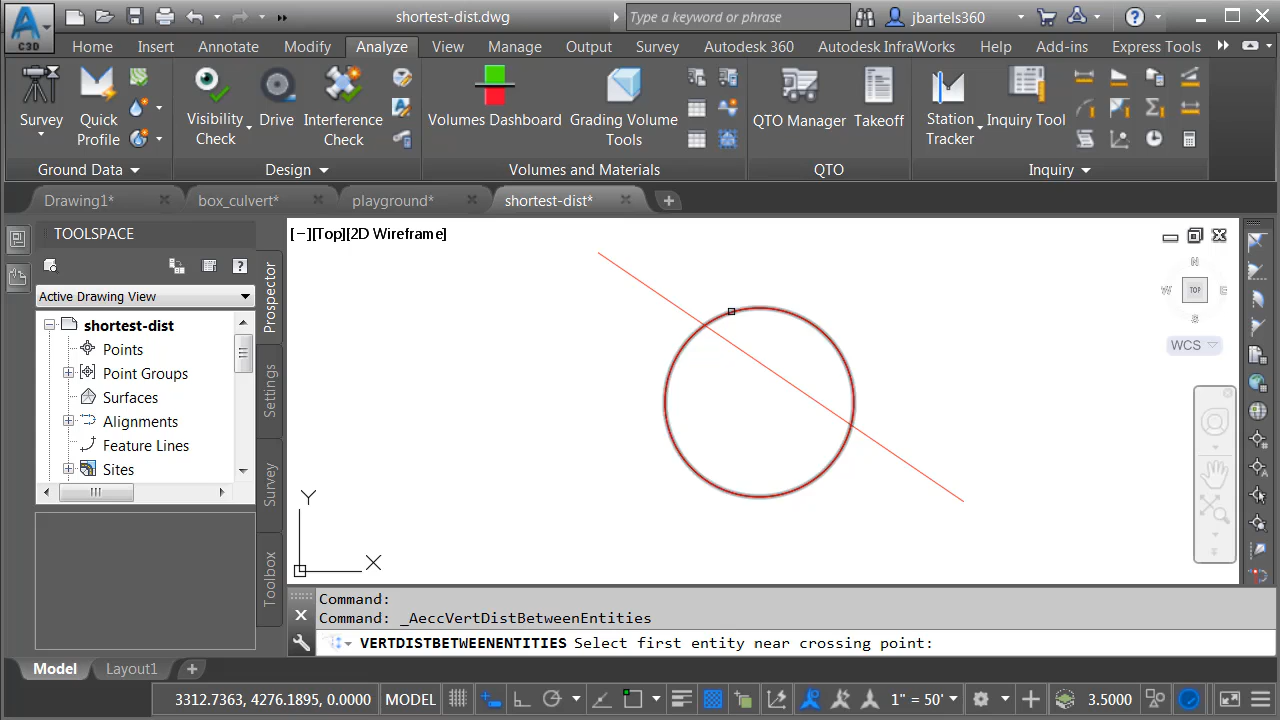 shortest-dist.dwg
Type a keyword or phrase
jbartels360
C3D
Home Insert Annotate Modify Analyze View Manage Output Survey Autodesk 360 Autodesk InfraWorks Help Add-ins Express Tools
Survey
Quick Profile
Ground Data
Visibility Check
Drive
Interference Check
Design
Volumes Dashboard
Grading Volume Tools
Volumes and Materials
QTO Manager
Takeoff
QTO
Station Tracker
Inquiry Tool
Inquiry
Drawing1* box_culvert* playground* shortest-dist*
TOOLSPACE
Active Drawing View
shortest-dist
Points
Point Groups
Surfaces
Alignments
Feature Lines
Sites
Prospector
Settings
Survey
Toolbox
[−][Top][2D Wireframe]
N
W TOP E
S
WCS
Y
X
Command:
Command: _AeccVertDistBetweenEntities
VERTDISTBETWEENENTITIES Select first entity near crossing point:
Model Layout1
3312.7363, 4276.1895, 0.0000 MODEL 1" = 50' 3.5000